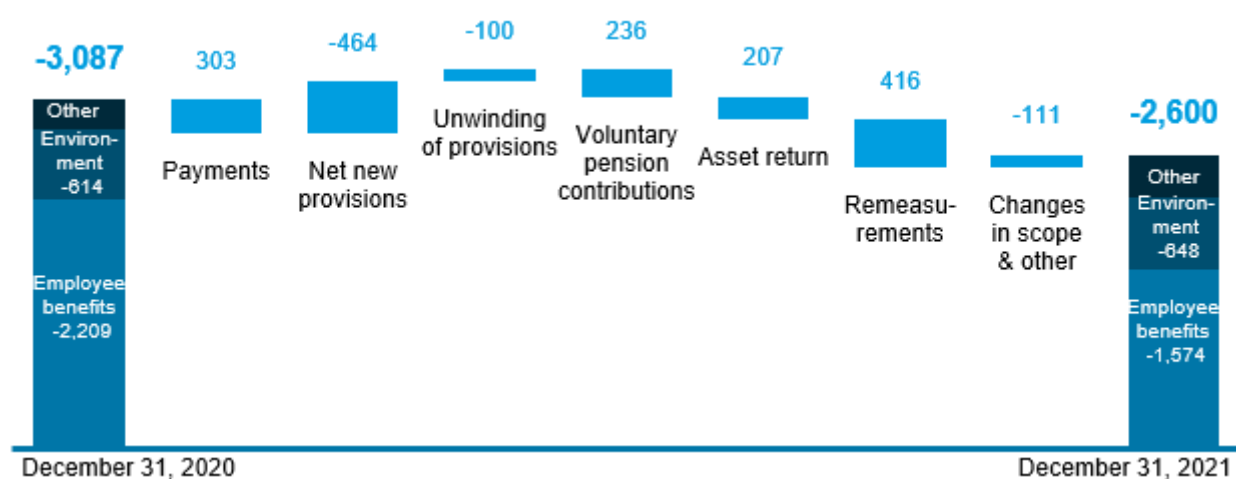 -3,087
Other
Environ-
ment
-614
Employee
benefits
-2,209
December 31, 2020
303
Payments
-464
Net new
provisions
-100
Unwinding
of provisions
236
Voluntary
pension
contributions
207
Asset return
416
Remeasu-
rements
-111
Changes
in scope
& other
-2,600
Other
Environ-
ment
-648
Employee
benefits
-1,574
December 31, 2021